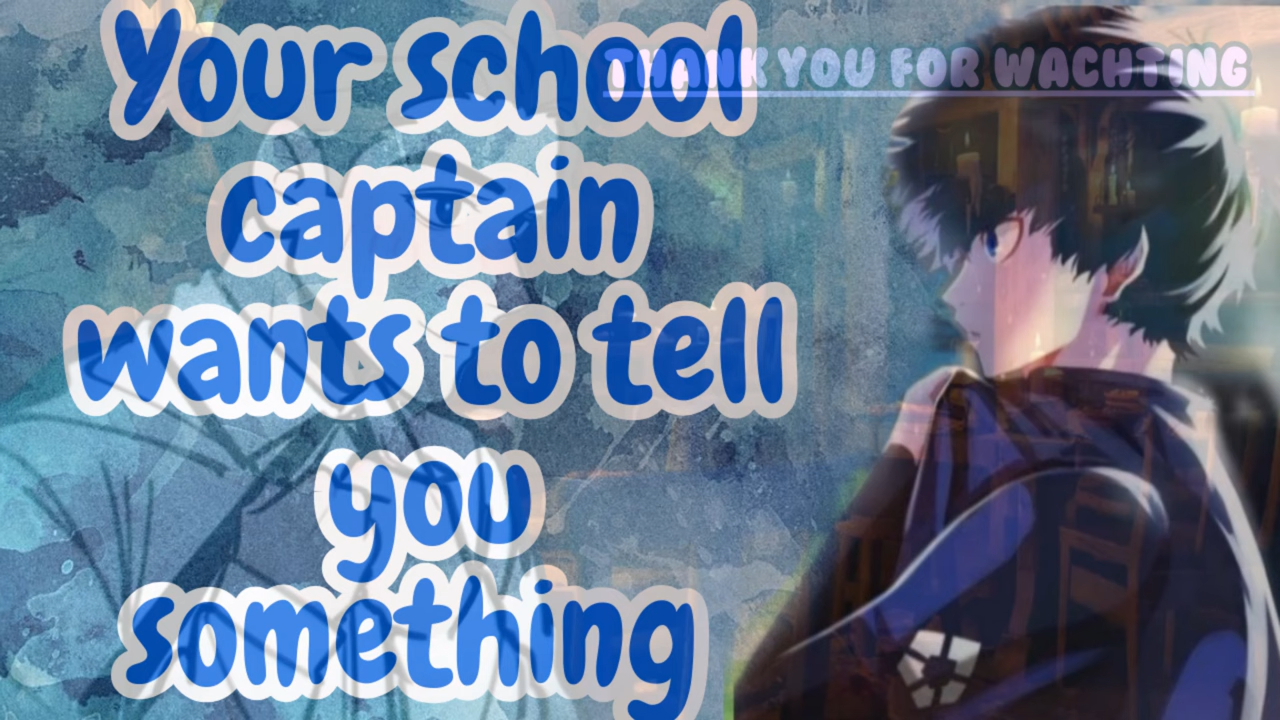 Your school
THANK YOU FOR WACHTING
captain
wants to tell
you
something